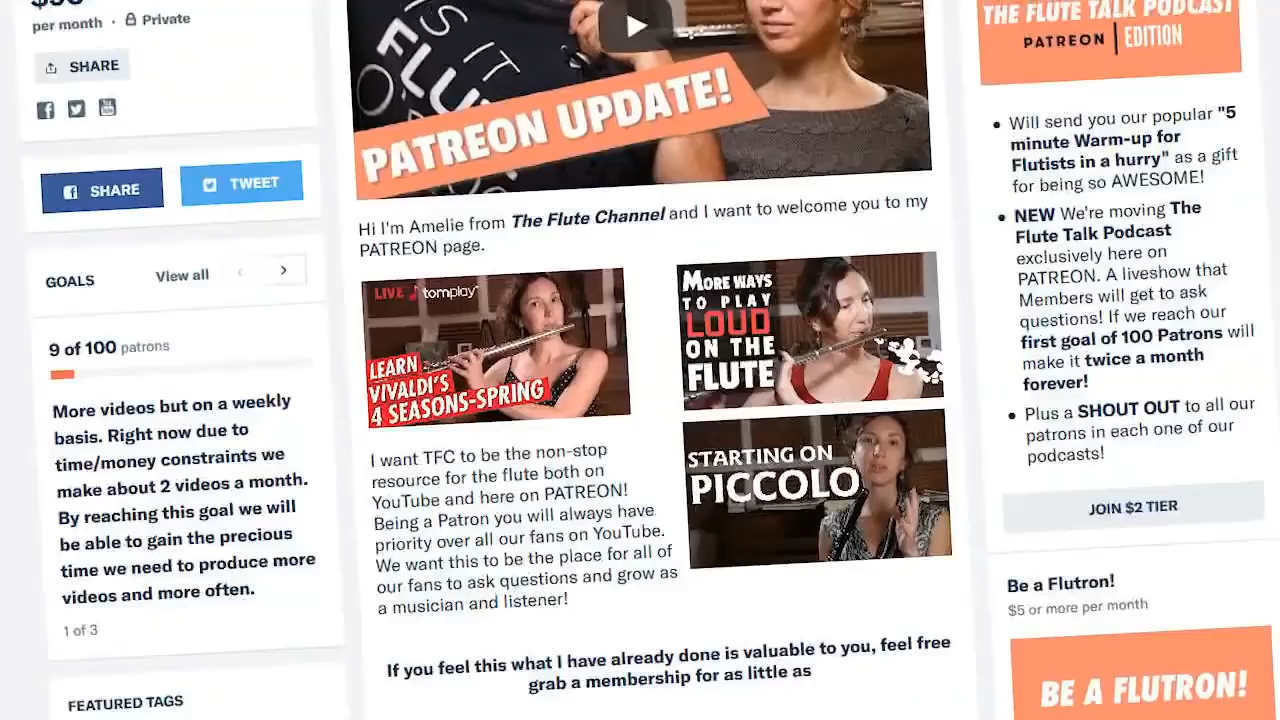 per month · Private
SHARE
SHARE
TWEET
GOALS
View all
9 of 100 patrons
More videos but on a weekly
basis. Right now due to
time/money constraints we
make about 2 videos a month.
By reaching this goal we will
be able to gain the precious
time we need to produce more
videos and more often.
1 of 3
FEATURED TAGS
IS IT
PATREON UPDATE!
Hi I'm Amelie from The Flute Channel and I want to welcome you to my
PATREON page.
LIVE tomplay
LEARN
VIVALDI'S
4 SEASONS-SPRING
MORE WAYS
TO PLAY
LOUD
ON THE
FLUTE
STARTING ON
PICCOLO
I want TFC to be the non-stop
resource for the flute both on
YouTube and here on PATREON!
Being a Patron you will always have
priority over all our fans on YouTube.
We want this to be the place for all of
our fans to ask questions and grow as
a musician and listener!
If you feel this what I have already done is valuable to you, feel free
grab a membership for as little as
THE FLUTE TALK PODCAST
PATREON | EDITION
• Will send you our popular "5
minute Warm-up for
Flutists in a hurry" as a gift
for being so AWESOME!
• NEW We're moving The
Flute Talk Podcast
exclusively here on
PATREON. A liveshow that
Members will get to ask
questions! If we reach our
first goal of 100 Patrons will
make it twice a month
forever!
• Plus a SHOUT OUT to all our
patrons in each one of our
podcasts!
JOIN $2 TIER
Be a Flutron!
$5 or more per month
BE A FLUTRON!